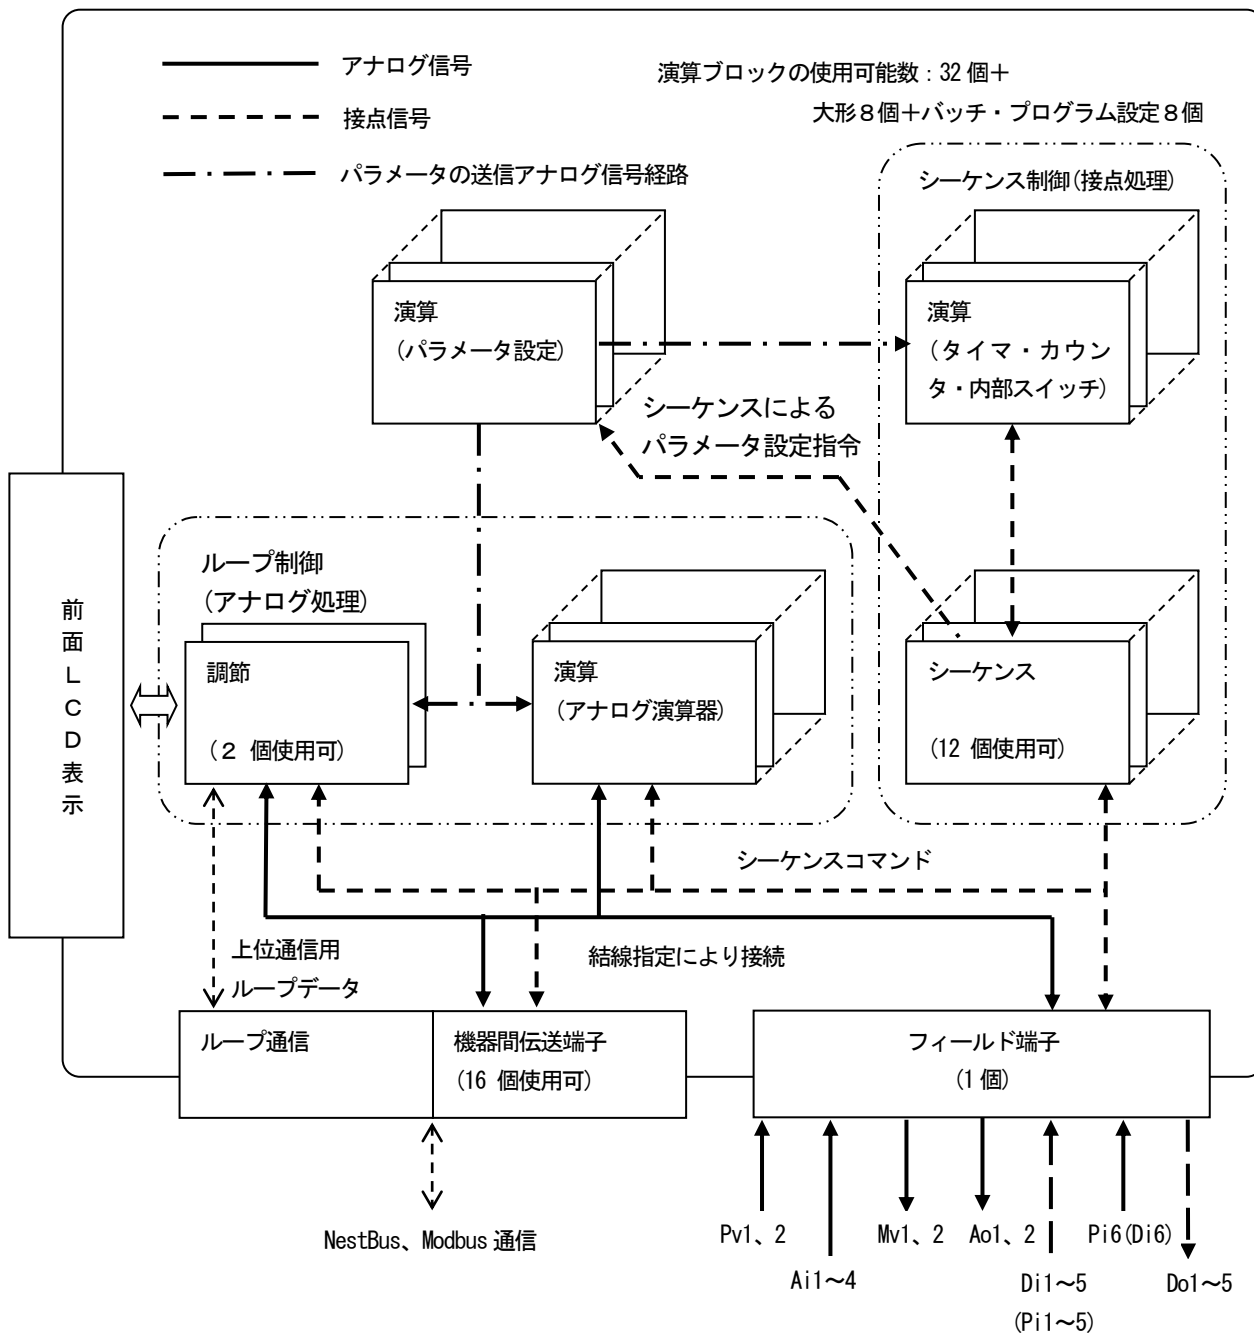 アナログ信号
接点信号
パラメータの送信アナログ信号経路
演算ブロックの使用可能数：32 個＋
大形８個＋バッチ・プログラム設定８個
シーケンス制御(接点処理)
演算
(パラメータ設定)
演算
(タイマ・カウン
タ・内部スイッチ)
シーケンスによる
パラメータ設定指令
ループ制御
(アナログ処理)
調節
(２ 個使用可)
演算
(アナログ演算器)
シーケンス
(12 個使用可)
前面ＬＣＤ表示
シーケンスコマンド
上位通信用
ループデータ
結線指定により接続
ループ通信
機器間伝送端子
(16 個使用可)
フィールド端子
(1 個)
NestBus、Modbus 通信
Pv1、2
Ai1～4
Mv1、2
Ao1、2
Di1～5
(Pi1～5)
Pi6(Di6)
Do1～5